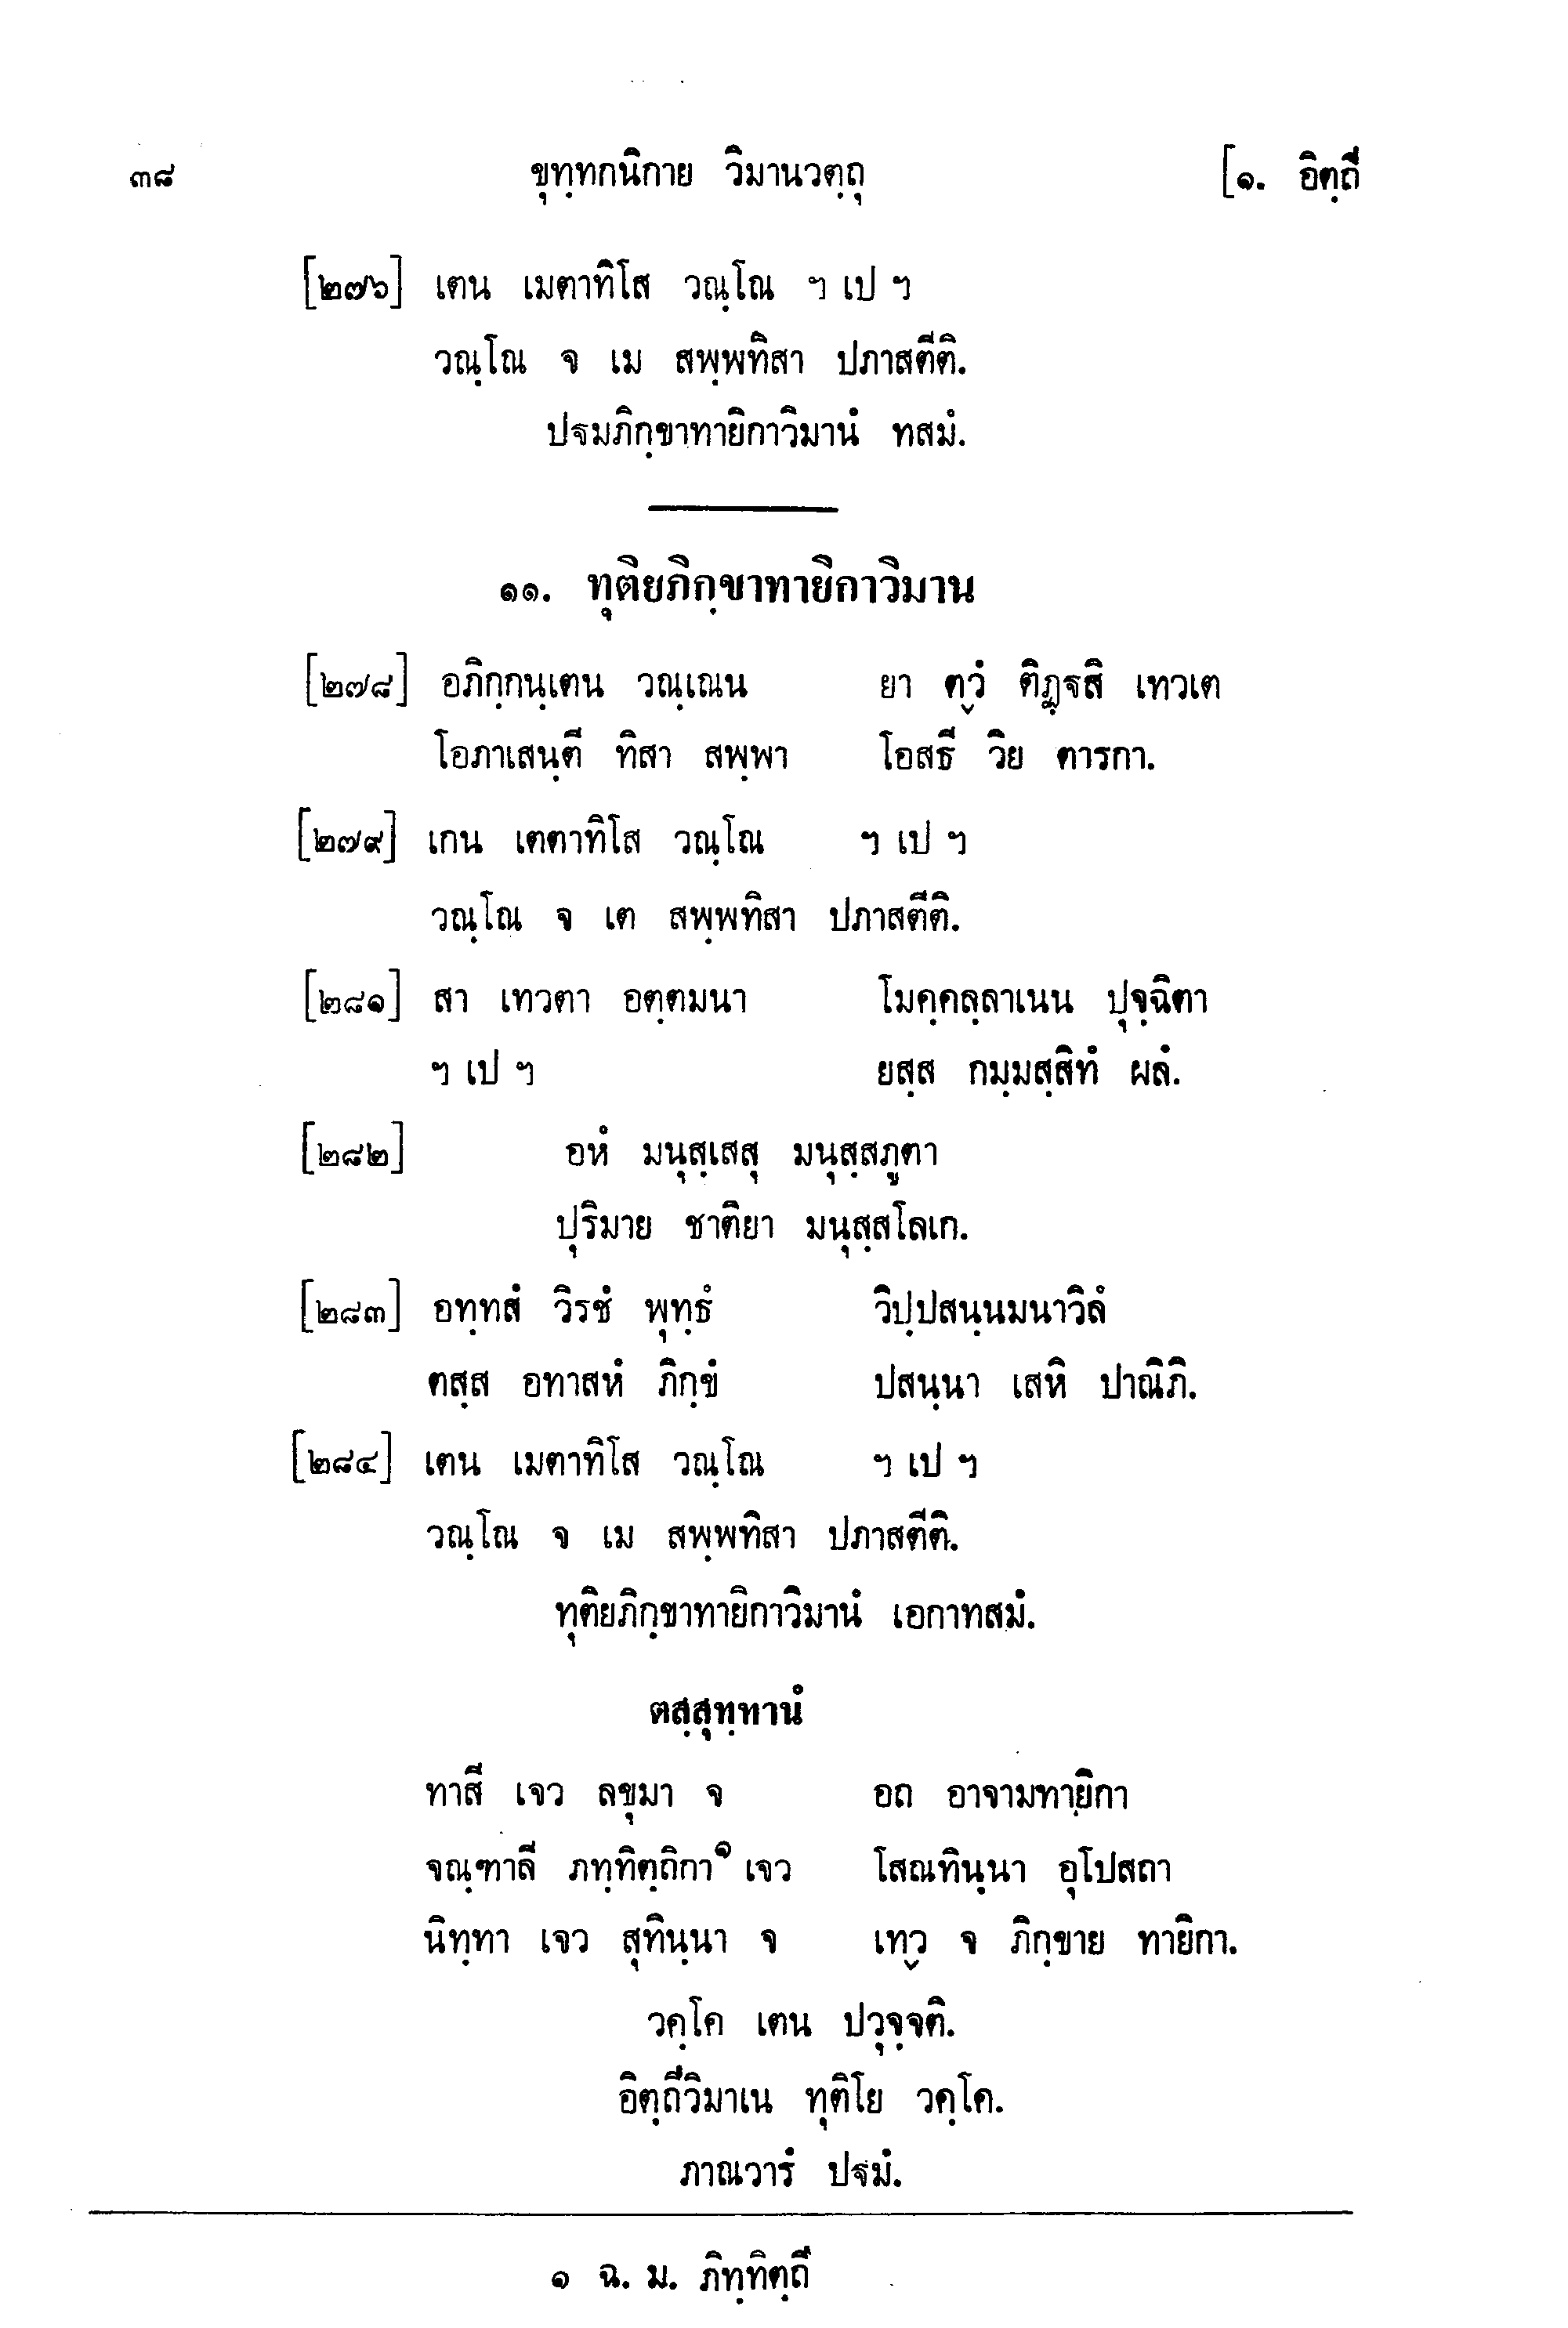 ๓๘ ขุทฺทกนิกาย วิมานวตฺถุ [๑. อิตฺถี
[๒๗๖] เตน เมตาทิโส วณฺโณ ฯ เป ฯ
วณฺโณ จ เม สพฺพทิสา ปภาสตีติ.
ปฐมภิกฺขาทายิกาวิมานํ ทสมํ.
๑๑. ทุติยภิกฺขาทายิกาวิมาน
[๒๗๘] อภิกฺกนฺเตน วณฺเณน ยา ตฺวํ ติฏฺฐสิ เทวเต
โอภาเสนฺตี ทิสา สพฺพา โอสธี วิย ตารกา.
[๒๗๙] เกน เตตาทิโส วณฺโณ ฯ เป ฯ
วณฺโณ จ เต สพฺพทิสา ปภาสตีติ.
[๒๘๑] สา เทวตา อตฺตมนา โมคฺคลฺลาเนน ปุจฺฉิตา
ฯ เป ฯ ยสฺส กมฺมสฺสิทํ ผลํ.
[๒๘๒] อหํ มนุสฺเสสุ มนุสฺสภูตา
ปุริมาย ชาติยา มนุสฺสโลเก.
[๒๘๓] อทฺทสํ วิรชํ พุทฺธํ วิปฺปสนฺนมนาวิลํ
ตสฺส อทาสหํ ภิกฺขํ ปสนฺนา เสหิ ปาณิภิ.
[๒๘๔] เตน เมตาทิโส วณฺโณ ฯ เป ฯ
วณฺโณ จ เม สพฺพทิสา ปภาสตีติ.
ทุติยภิกฺขาทายิกาวิมานํ เอกาทสมํ.
ตสฺสุทฺทานํ
ทาสี เจว ลขุมา จ อถ อาจามทายิกา
จณฺฑาลี ภทฺทิตฺถิกา๑ เจว โสณทินฺนา อุโปสถา
นิทฺทา เจว สุทินฺนา จ เทฺว จ ภิกฺขาย ทายิกา.
วคฺโค เตน ปวุจฺจติ.
อิตฺถีวิมาเน ทุติโย วคฺโค.
ภาณวารํ ปฐมํ.
๑ ฉ. ม. ภิทฺทิตฺถี